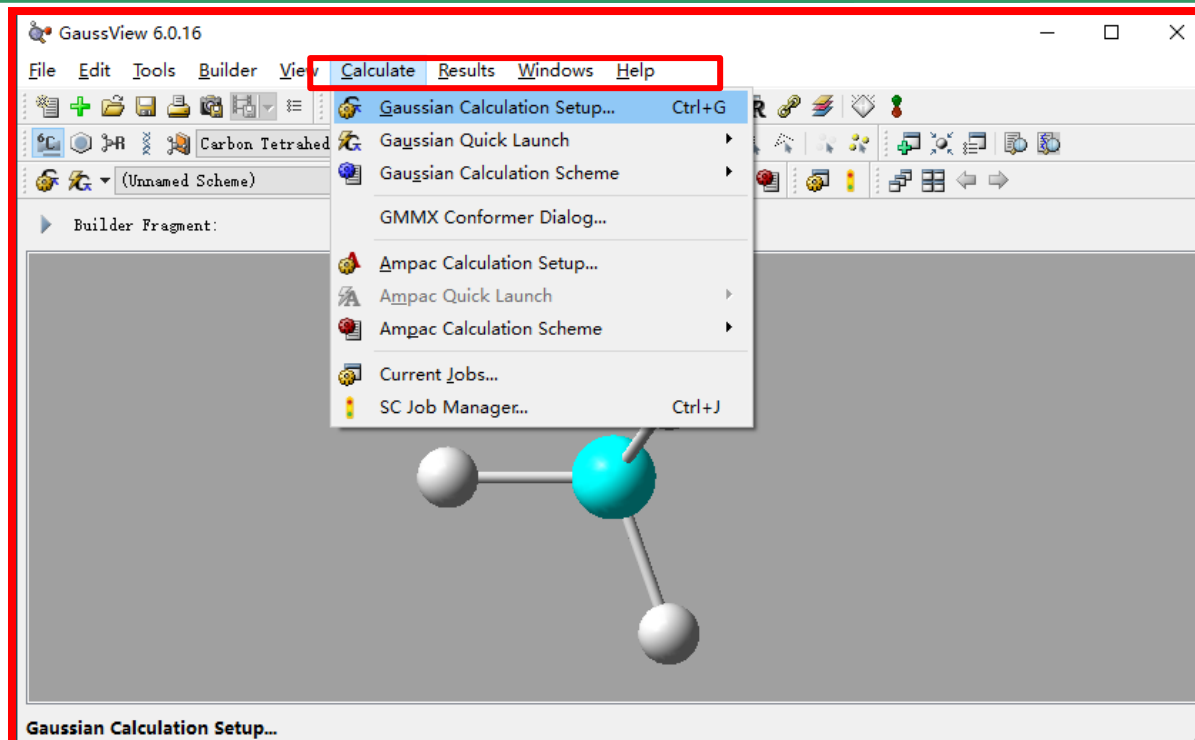 GaussView 6.0.16
File Edit Tools Builder View Calculate Results Windows Help
Gaussian Calculation Setup... Ctrl+G
R
Carbon Tetrahed
Gaussian Quick Launch
(Unnamed Scheme)
Gaussian Calculation Scheme
GMMX Conformer Dialog...
Builder Fragment:
Ampac Calculation Setup...
Ampac Quick Launch
Ampac Calculation Scheme
Current Jobs...
SC Job Manager... Ctrl+J
Gaussian Calculation Setup...